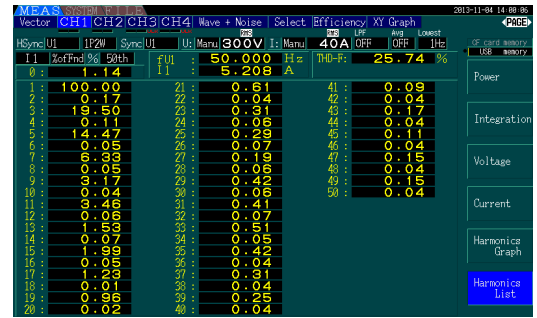 MEAS SYSTEM FILE 2013-11-04 14:00:06
Vector CH1 CH2 CH3 CH4 Wave + Noise Select Efficiency XY Graph PAGE
RMS RMS LPF Avg Lowest
HSync U1 1P2W Sync U1 U: Manu 300V I: Manu 40A OFF OFF 1Hz
CF card memory
USB memory
I1 %ofFnd % 50th fU1 : 50.000 Hz THD-F: 25.74 %
0 : 1.14 I1 : 5.208 A
1 : 100.00 21 : 0.61 41 : 0.09
2 : 0.17 22 : 0.04 42 : 0.04
3 : 19.50 23 : 0.31 43 : 0.17
4 : 0.11 24 : 0.06 44 : 0.04
5 : 14.47 25 : 0.29 45 : 0.11
6 : 0.05 26 : 0.07 46 : 0.04
7 : 6.33 27 : 0.19 47 : 0.15
8 : 0.05 28 : 0.06 48 : 0.04
9 : 3.17 29 : 0.42 49 : 0.15
10 : 0.04 30 : 0.06 50 : 0.04
11 : 3.46 31 : 0.41
12 : 0.06 32 : 0.07
13 : 1.53 33 : 0.51
14 : 0.07 34 : 0.05
15 : 1.99 35 : 0.42
16 : 0.05 36 : 0.04
17 : 1.23 37 : 0.31
18 : 0.01 38 : 0.04
19 : 0.96 39 : 0.25
20 : 0.02 40 : 0.04
Power
Integration
Voltage
Current
Harmonics
Graph
Harmonics
List